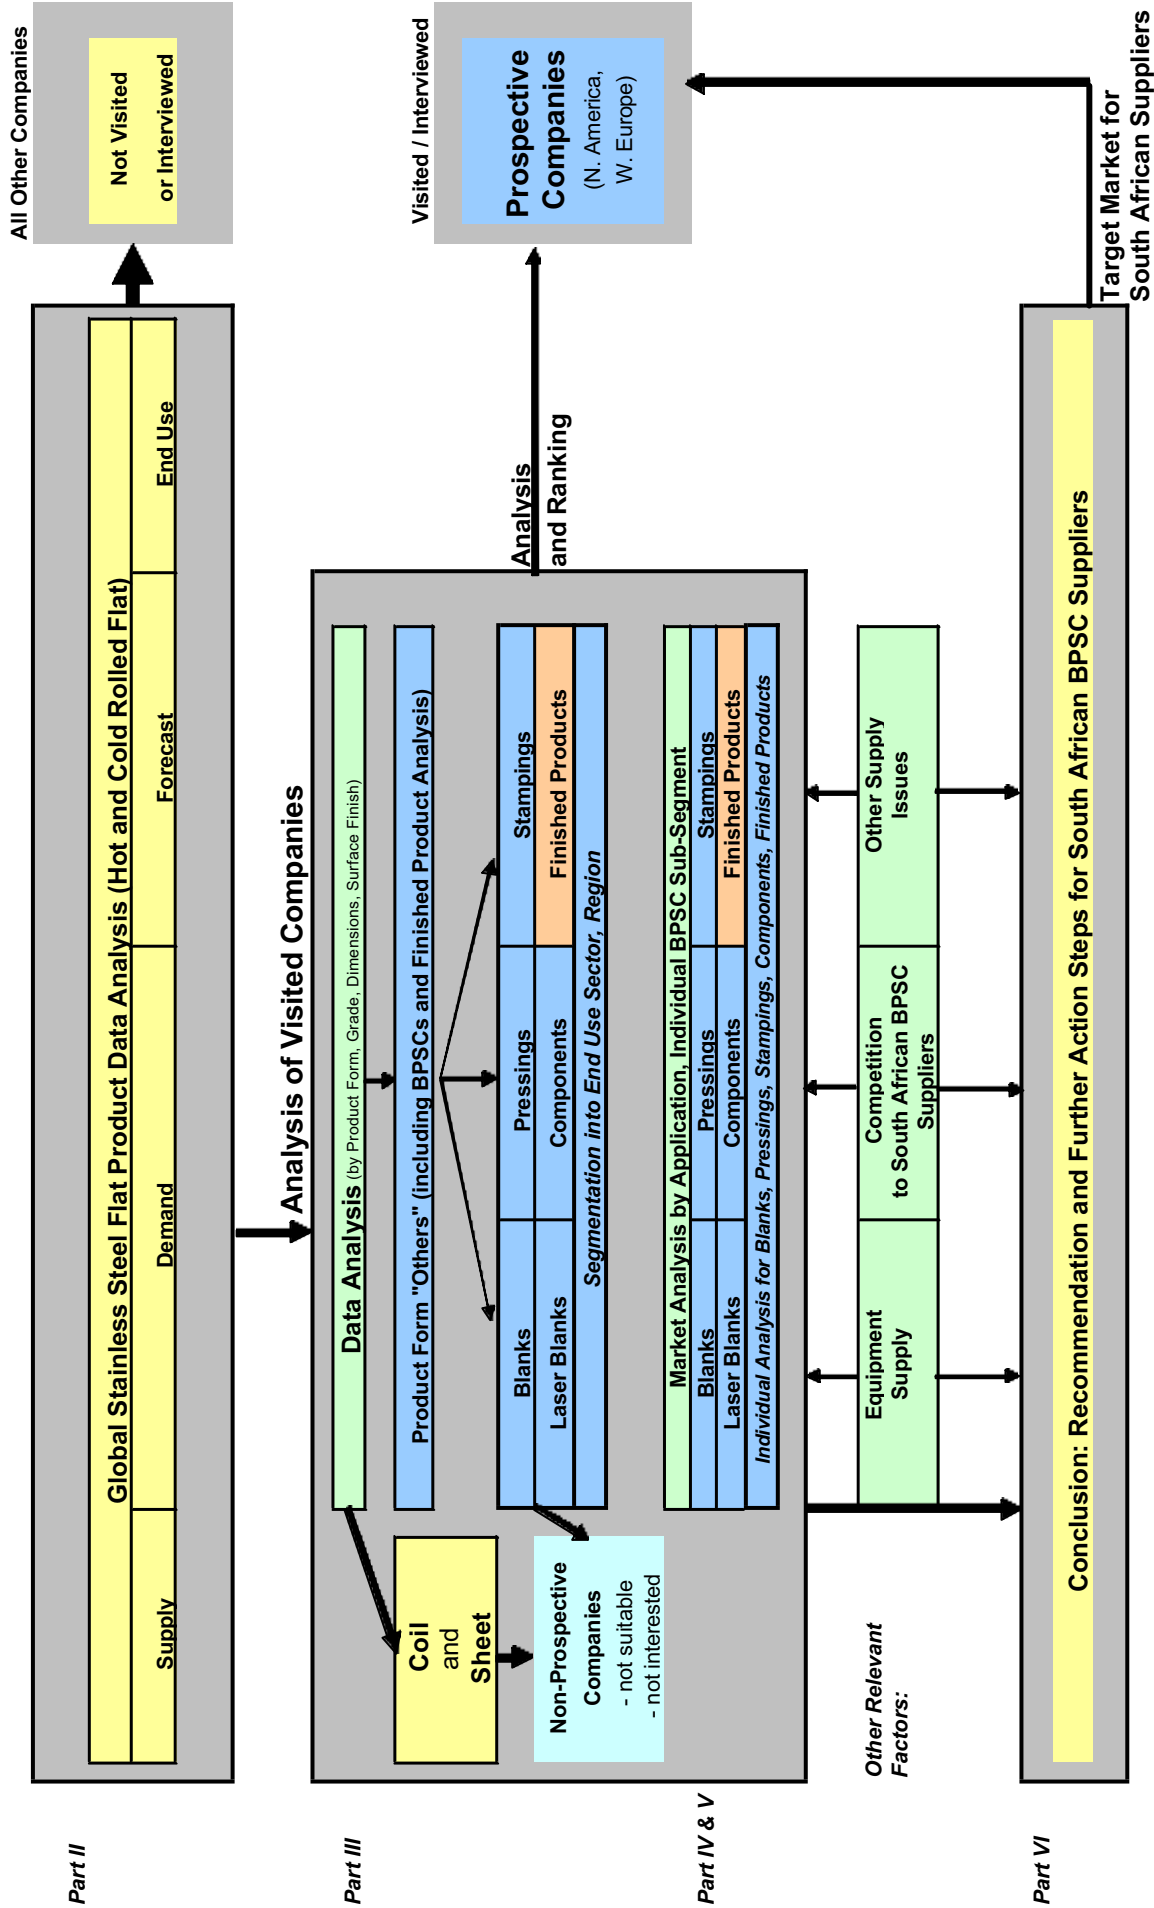 Part II
Global Stainless Steel Flat Product Data Analysis (Hot and Cold Rolled Flat)
Supply
Demand
Forecast
End Use
All Other Companies
Not Visited
or Interviewed
Analysis of Visited Companies
Part III
Data Analysis (by Product Form, Grade, Dimensions, Surface Finish)
Coil
and
Sheet
Product Form "Others" (including BPSCs and Finished Product Analysis)
Blanks
Pressings
Stampings
Laser Blanks
Components
Finished Products
Segmentation into End Use Sector, Region
Non-Prospective
Companies
- not suitable
- not interested
Analysis
and Ranking
Visited / Interviewed
Prospective
Companies
(N. America,
W. Europe)
Part IV & V
Market Analysis by Application, Individual BPSC Sub-Segment
Blanks
Pressings
Stampings
Laser Blanks
Components
Finished Products
Individual Analysis for Blanks, Pressings, Stampings, Components, Finished Products
Other Relevant
Factors:
Equipment
Supply
Competition
to South African BPSC
Suppliers
Other Supply
Issues
Part VI
Conclusion: Recommendation and Further Action Steps for South African BPSC Suppliers
Target Market for
South African Suppliers